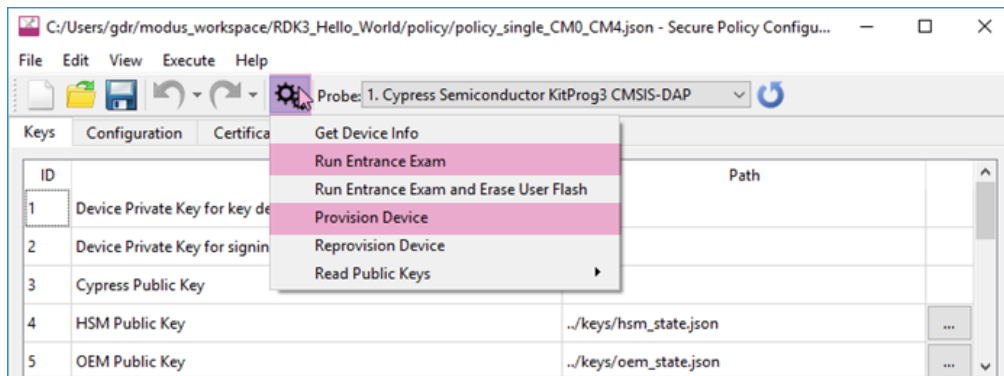 C:/Users/gdr/modus_workspace/RDK3_Hello_World/policy/policy_single_CM0_CM4.json - Secure Policy Configu...
File Edit View Execute Help
Probe: 1. Cypress Semiconductor KitProg3 CMSIS-DAP
Keys Configuration Certifica
Get Device Info
Run Entrance Exam
Run Entrance Exam and Erase User Flash
Provision Device
Reprovision Device
Read Public Keys
ID Path
1 Device Private Key for key de
2 Device Private Key for signin
3 Cypress Public Key
4 HSM Public Key ../keys/hsm_state.json ...
5 OEM Public Key ../keys/oem_state.json ...